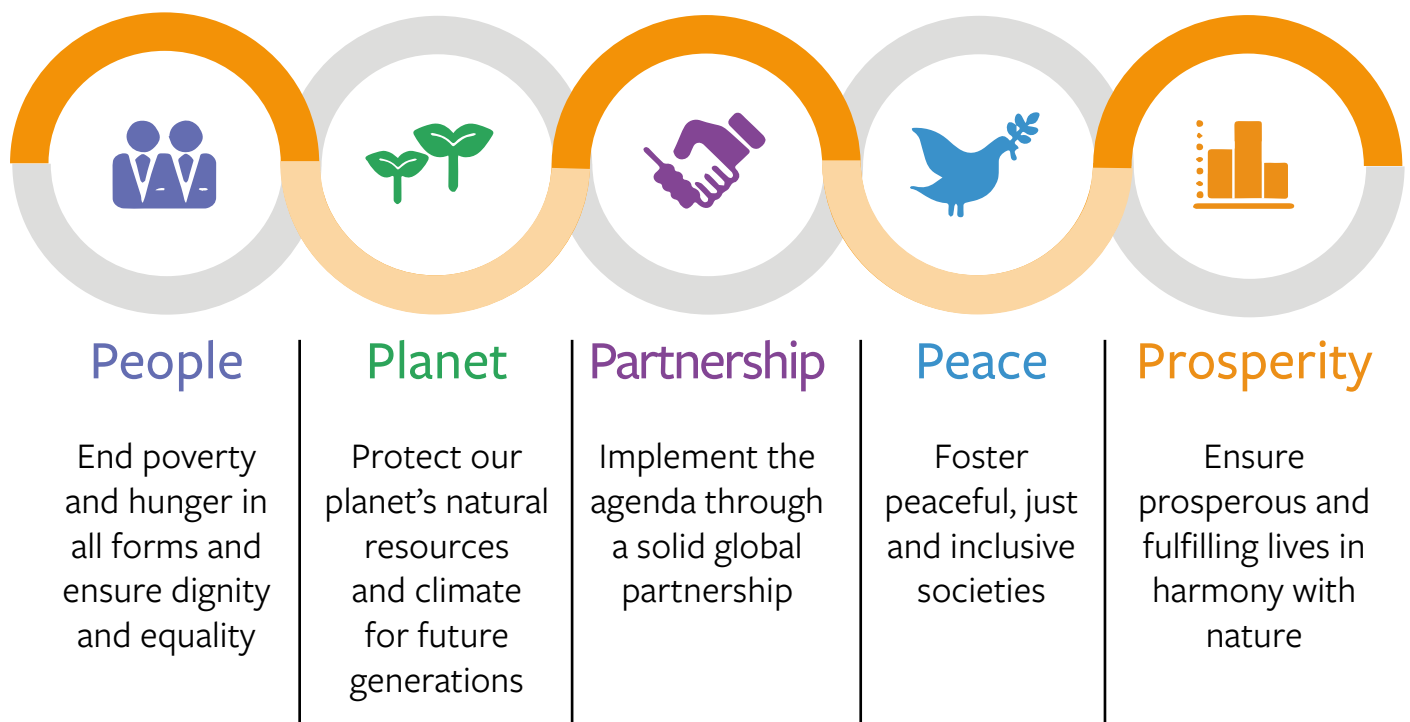 People
End poverty
and hunger in
all forms and
ensure dignity
and equality
Planet
Protect our
planet’s natural
resources
and climate
for future
generations
Partnership
Implement the
agenda through
a solid global
partnership
Peace
Foster
peaceful, just
and inclusive
societies
Prosperity
Ensure
prosperous and
fulfilling lives in
harmony with
nature